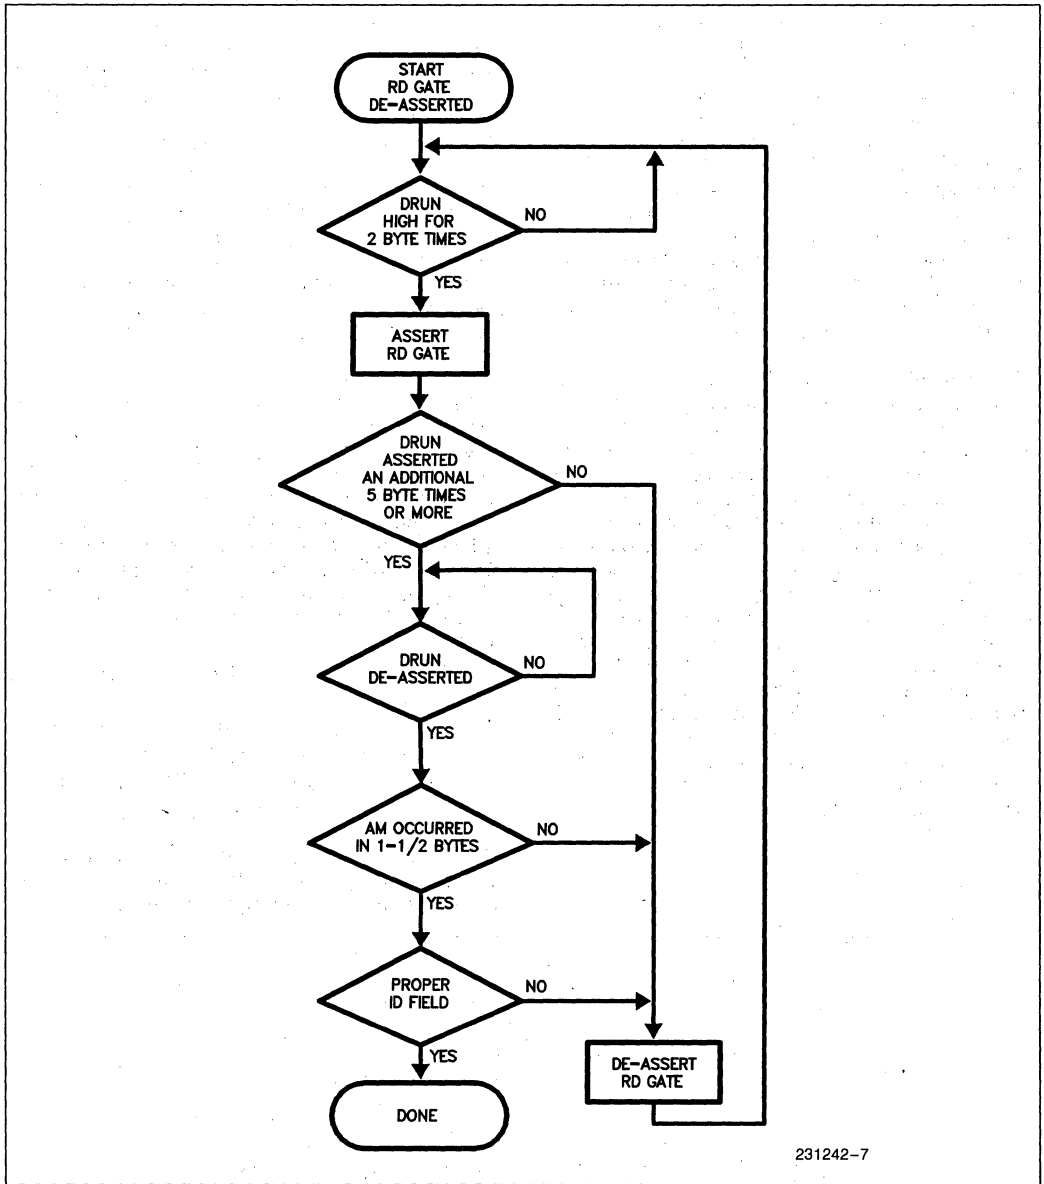 START
RD GATE
DE-ASSERTED
DRUN
HIGH FOR
2 BYTE TIMES
NO
YES
ASSERT
RD GATE
DRUN
ASSERTED
AN ADDITIONAL
5 BYTE TIMES
OR MORE
NO
YES
DRUN
DE-ASSERTED
NO
YES
AM OCCURRED
IN 1-1/2 BYTES
NO
YES
PROPER
ID FIELD
NO
YES
DE-ASSERT
RD GATE
DONE
231242-7